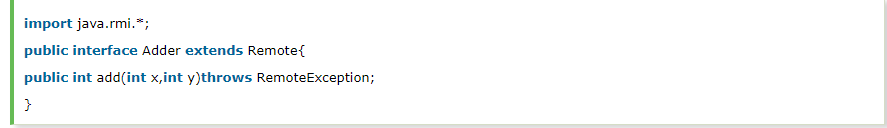 import java.rmi.*;
public interface Adder extends Remote{
public int add(int x,int y)throws RemoteException;
}